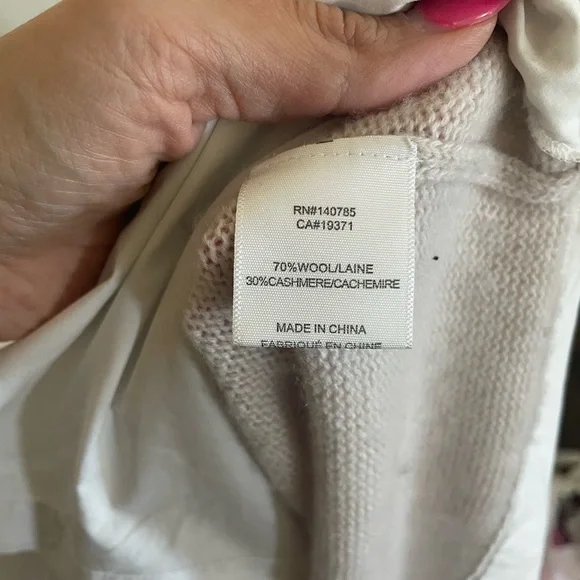 RN#140785
CA#19371
70%WOOL/LAINE
30%CASHMERE/CACHEMIRE
MADE IN CHINA
FABRIQUÉ EN CHINE